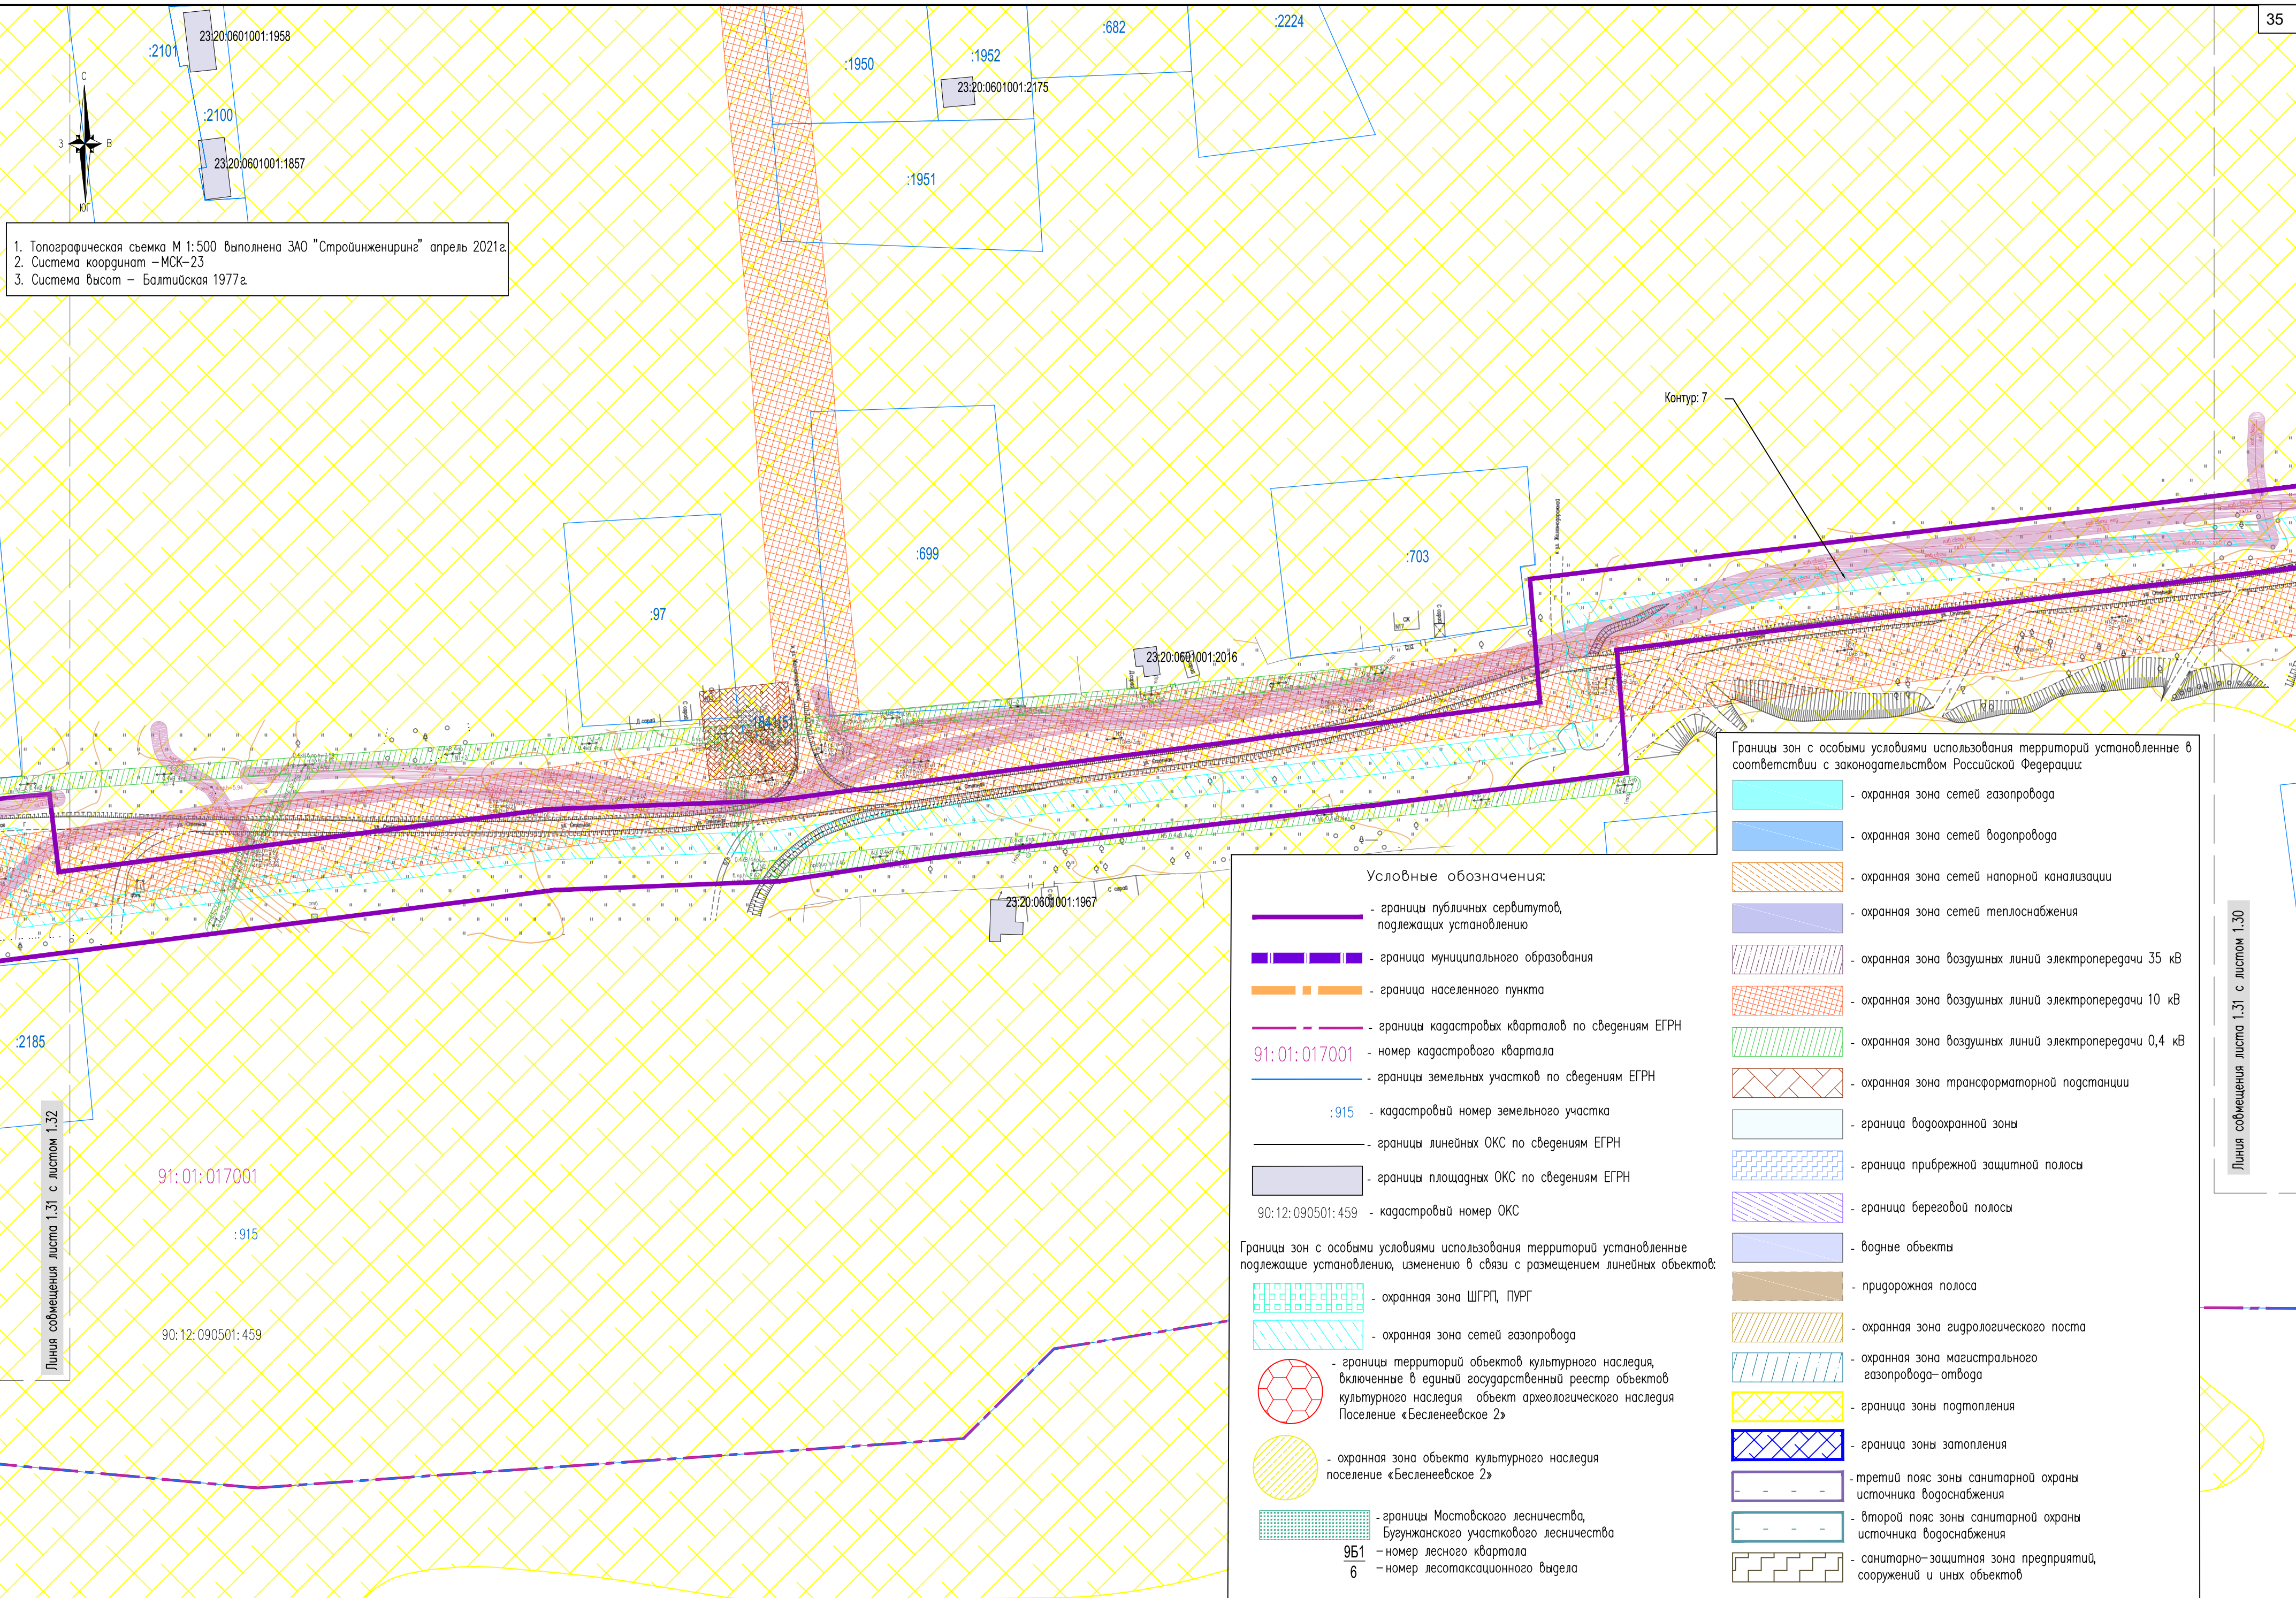 35
:2101
23:20:0601001:1958
:2100
23:20:0601001:1857
:1950
:1952
23:20:0601001:2175
:682
:2224
:1951
С
З
В
ЮГ
1. Топографическая съемка М 1:500 выполнена ЗАО "Стройинжениринг" апрель 2021г.
2. Система координат –МСК–23
3. Система высот – Балтийская 1977г.
Контур: 7
:699
:703
:97
23:20:0601001:2016
23:20:0601001:1967
:2185
91:01:017001
:915
90:12:090501:459
Линия совмещения листа 1.31 с листом 1.32
Линия совмещения листа 1.31 с листом 1.30
Условные обозначения:
- границы публичных сервитутов,
подлежащих установлению
- граница муниципального образования
- граница населенного пункта
- границы кадастровых кварталов по сведениям ЕГРН
91:01:017001 - номер кадастрового квартала
- границы земельных участков по сведениям ЕГРН
:915 - кадастровый номер земельного участка
- границы линейных ОКС по сведениям ЕГРН
- границы площадных ОКС по сведениям ЕГРН
90:12:090501:459 - кадастровый номер ОКС
Границы зон с особыми условиями использования территорий установленные
подлежащие установлению, изменению в связи с размещением линейных объектов:
- охранная зона ШГРП, ПУРГ
- охранная зона сетей газопровода
- границы территорий объектов культурного наследия,
включенные в единый государственный реестр объектов
культурного наследия объект археологического наследия
Поселение «Бесленеевское 2»
- охранная зона объекта культурного наследия
поселение «Бесленеевское 2»
- границы Мостовского лесничества,
Бугунжанского участкового лесничества
9Б1 –номер лесного квартала
6 –номер лесотаксационного выдела
Границы зон с особыми условиями использования территорий установленные в
соответствии с законодательством Российской Федерации:
- охранная зона сетей газопровода
- охранная зона сетей водопровода
- охранная зона сетей напорной канализации
- охранная зона сетей теплоснабжения
- охранная зона воздушных линий электропередачи 35 кВ
- охранная зона воздушных линий электропередачи 10 кВ
- охранная зона воздушных линий электропередачи 0,4 кВ
- охранная зона трансформаторной подстанции
- граница водоохранной зоны
- граница прибрежной защитной полосы
- граница береговой полосы
- водные объекты
- придорожная полоса
- охранная зона гидрологического поста
- охранная зона магистрального
газопровода–отвода
- граница зоны подтопления
- граница зоны затопления
- третий пояс зоны санитарной охраны
источника водоснабжения
- второй пояс зоны санитарной охраны
источника водоснабжения
- санитарно–защитная зона предприятий,
сооружений и иных объектов